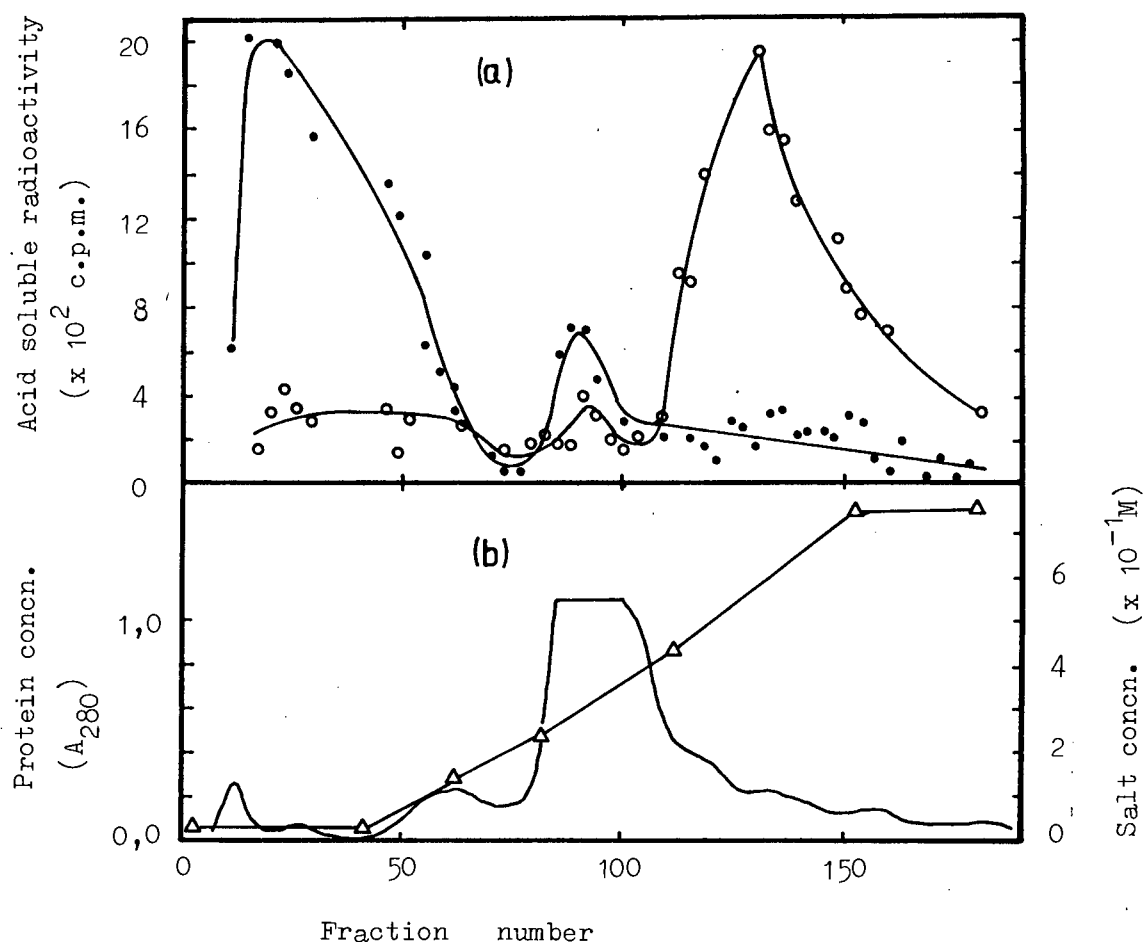 Acid soluble radioactivity
(x 10² c.p.m.)
20
16
12
8
4
0
(a)
Protein concn.
(A₂₈₀)
1,0
0,0
(b)
6
4
2
0
Salt concn. (x 10⁻¹M)
0 50 100 150
Fraction number